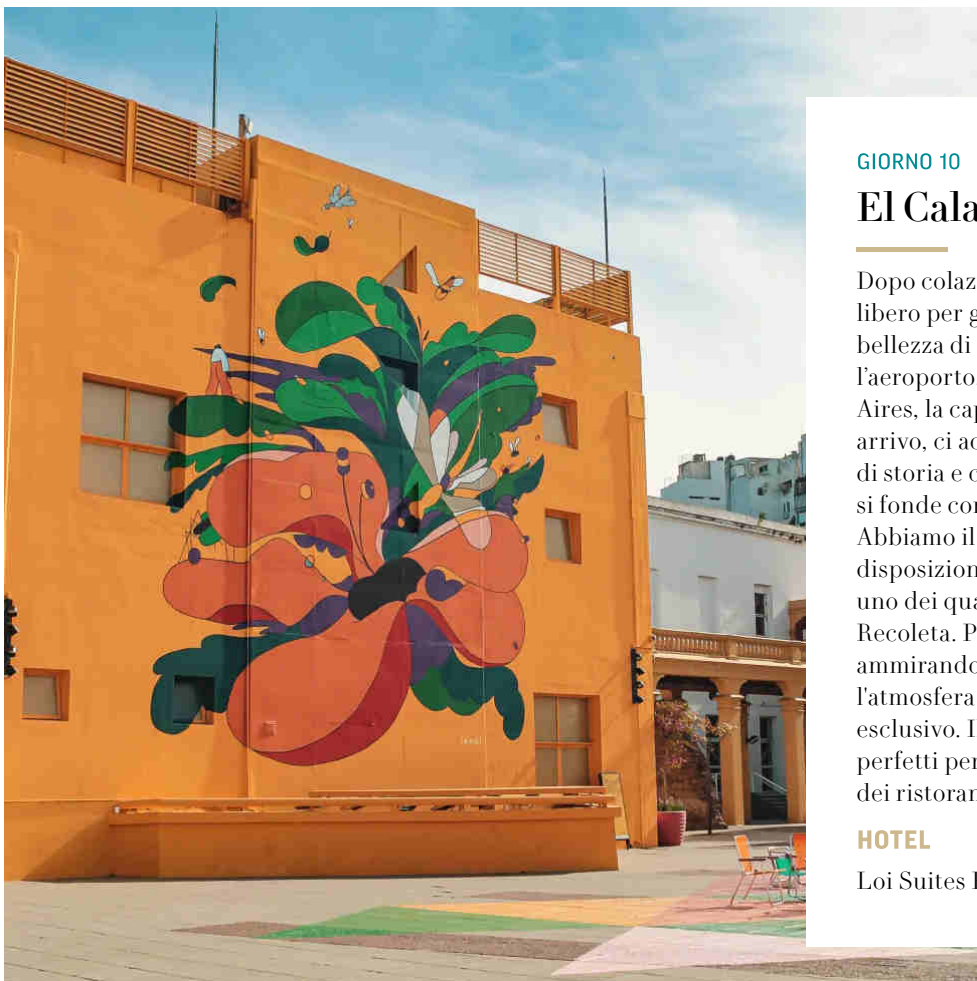 GIORNO 10
El Cala
Dopo colaz
libero per g
bellezza di
l'aeroporto
Aires, la cap
arrivo, ci ac
di storia e c
si fonde con
Abbiamo il
disposizion
uno dei qua
Recoleta. P
ammirando
l'atmosfera
esclusivo. I
perfetti per
dei ristoran
HOTEL
Loi Suites